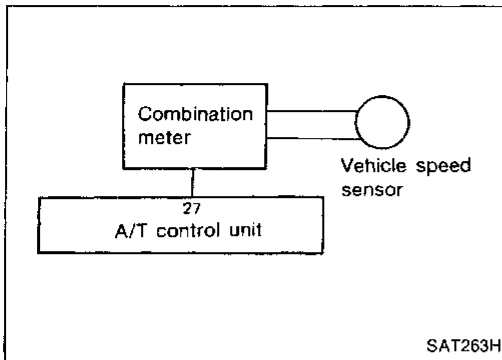 Combination
meter
Vehicle speed
sensor
27
A/T control unit
SAT263H